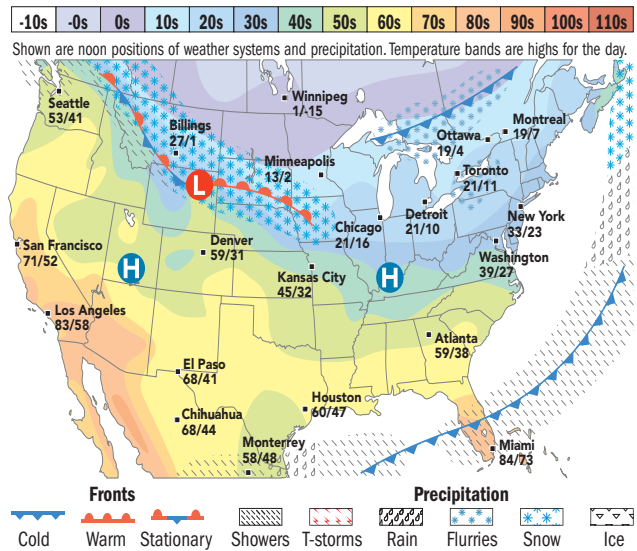 -10s -0s 0s 10s 20s 30s 40s 50s 60s 70s 80s 90s 100s 110s
Shown are noon positions of weather systems and precipitation. Temperature bands are highs for the day.
Seattle
53/41
Winnipeg
1/-15
Billings
27/1
Montreal
19/7
Ottawa
19/4
Minneapolis
13/2
Toronto
21/11
L
Detroit
21/10
New York
33/23
Chicago
21/16
San Francisco
71/52
Denver
59/31
Washington
39/27
H
Kansas City
45/32
H
Los Angeles
83/58
Atlanta
59/38
El Paso
68/41
Houston
60/47
Chihuahua
68/44
Monterrey
58/48
Miami
84/73
Fronts
Precipitation
Cold Warm Stationary Showers T-storms Rain Flurries Snow Ice